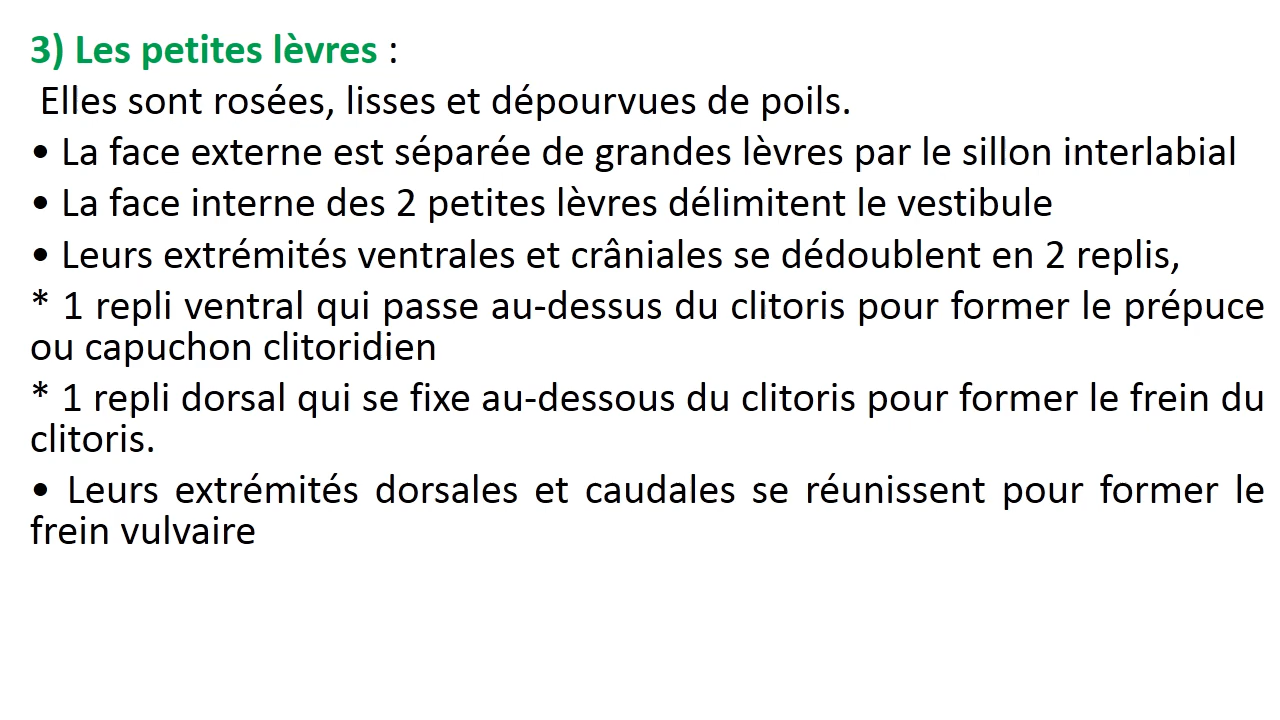 3) Les petites lèvres :
Elles sont rosées, lisses et dépourvues de poils.
• La face externe est séparée de grandes lèvres par le sillon interlabial
• La face interne des 2 petites lèvres délimitent le vestibule
• Leurs extrémités ventrales et crâniales se dédoublent en 2 replis,
* 1 repli ventral qui passe au-dessus du clitoris pour former le prépuce
ou capuchon clitoridien
* 1 repli dorsal qui se fixe au-dessous du clitoris pour former le frein du
clitoris.
• Leurs extrémités dorsales et caudales se réunissent pour former le
frein vulvaire